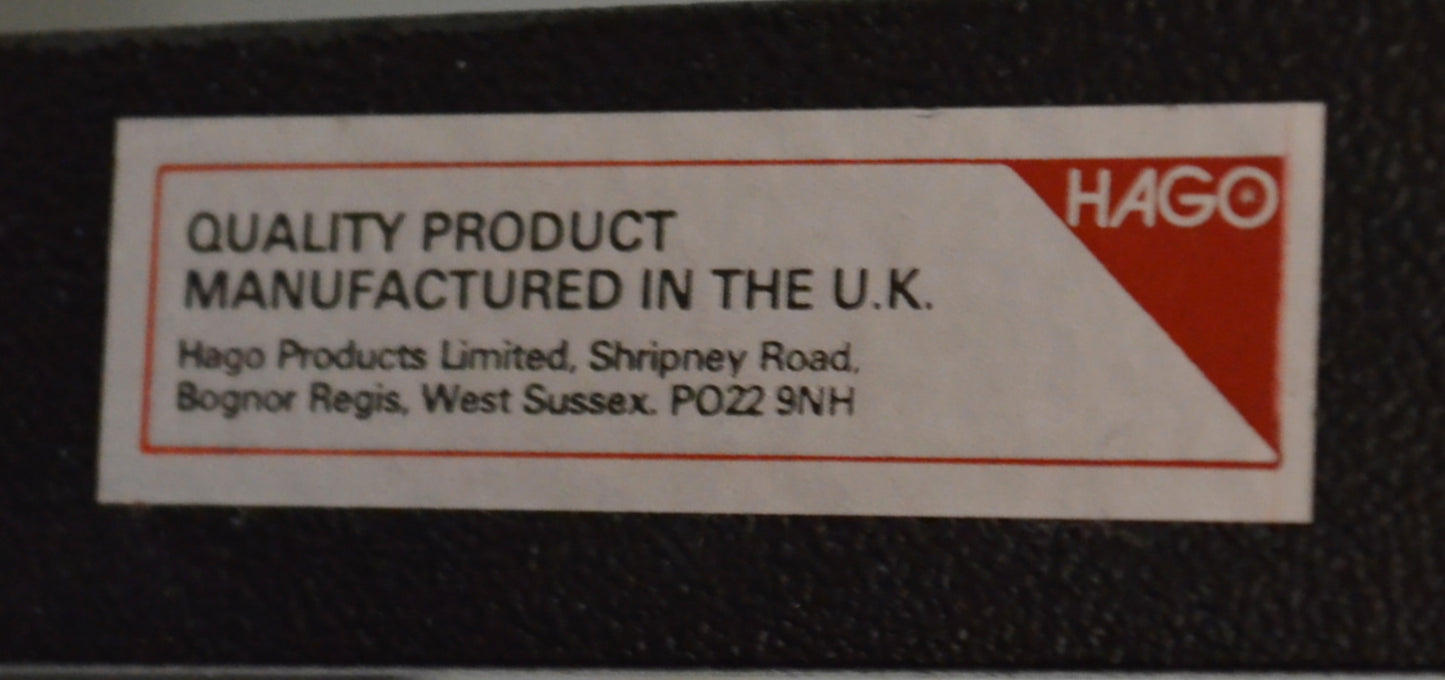 HAGO
QUALITY PRODUCT
MANUFACTURED IN THE U.K.
Hago Products Limited, Shripney Road,
Bognor Regis, West Sussex. PO22 9NH